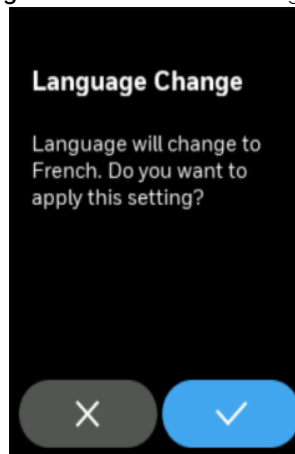 Language Change
Language will change to
French. Do you want to
apply this setting?